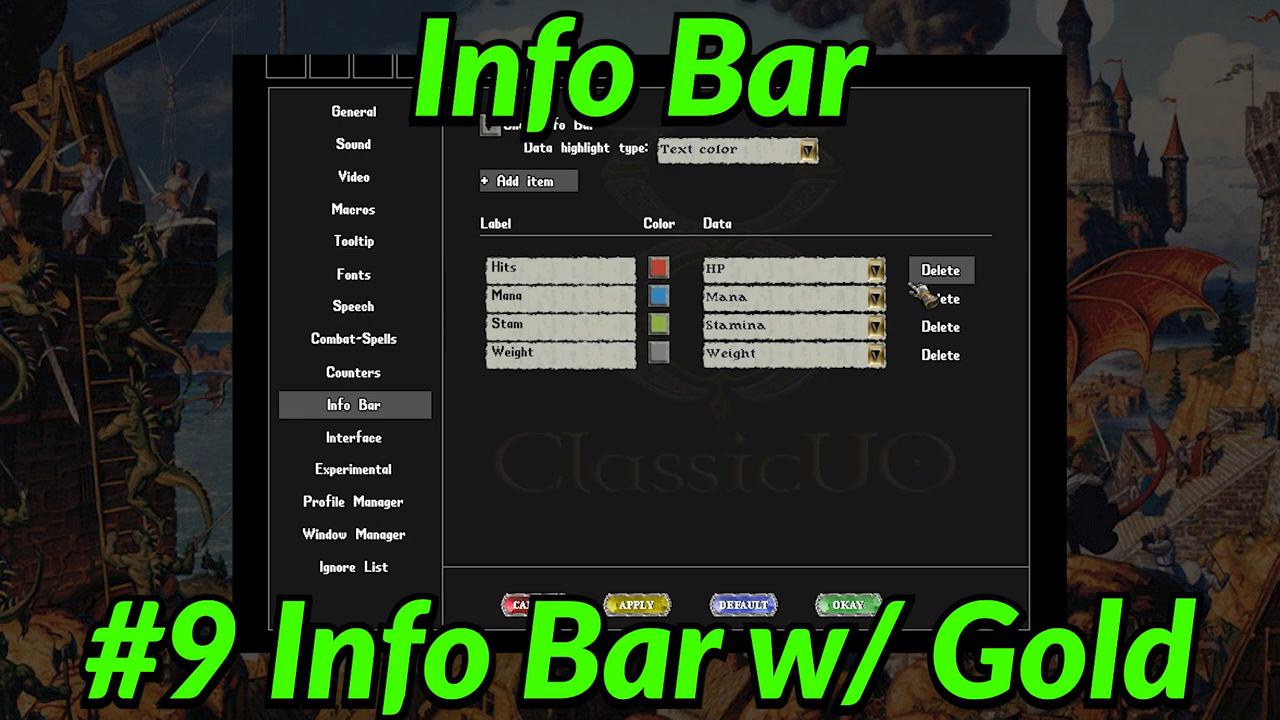 Info Bar
General
Sound
Video
Macros
Tooltip
Fonts
Speech
Combat-Spells
Counters
Info Bar
Interface
Experimental
Profile Manager
Window Manager
Ignore List
Data highlight type: Text color
+ Add item
Label Color Data
Hits HP Delete
Mana Mana ete
Stam Stamina Delete
Weight Weight Delete
ClassicUO
APPLY DEFAULT OKAY
#9 Info Bar w/ Gold